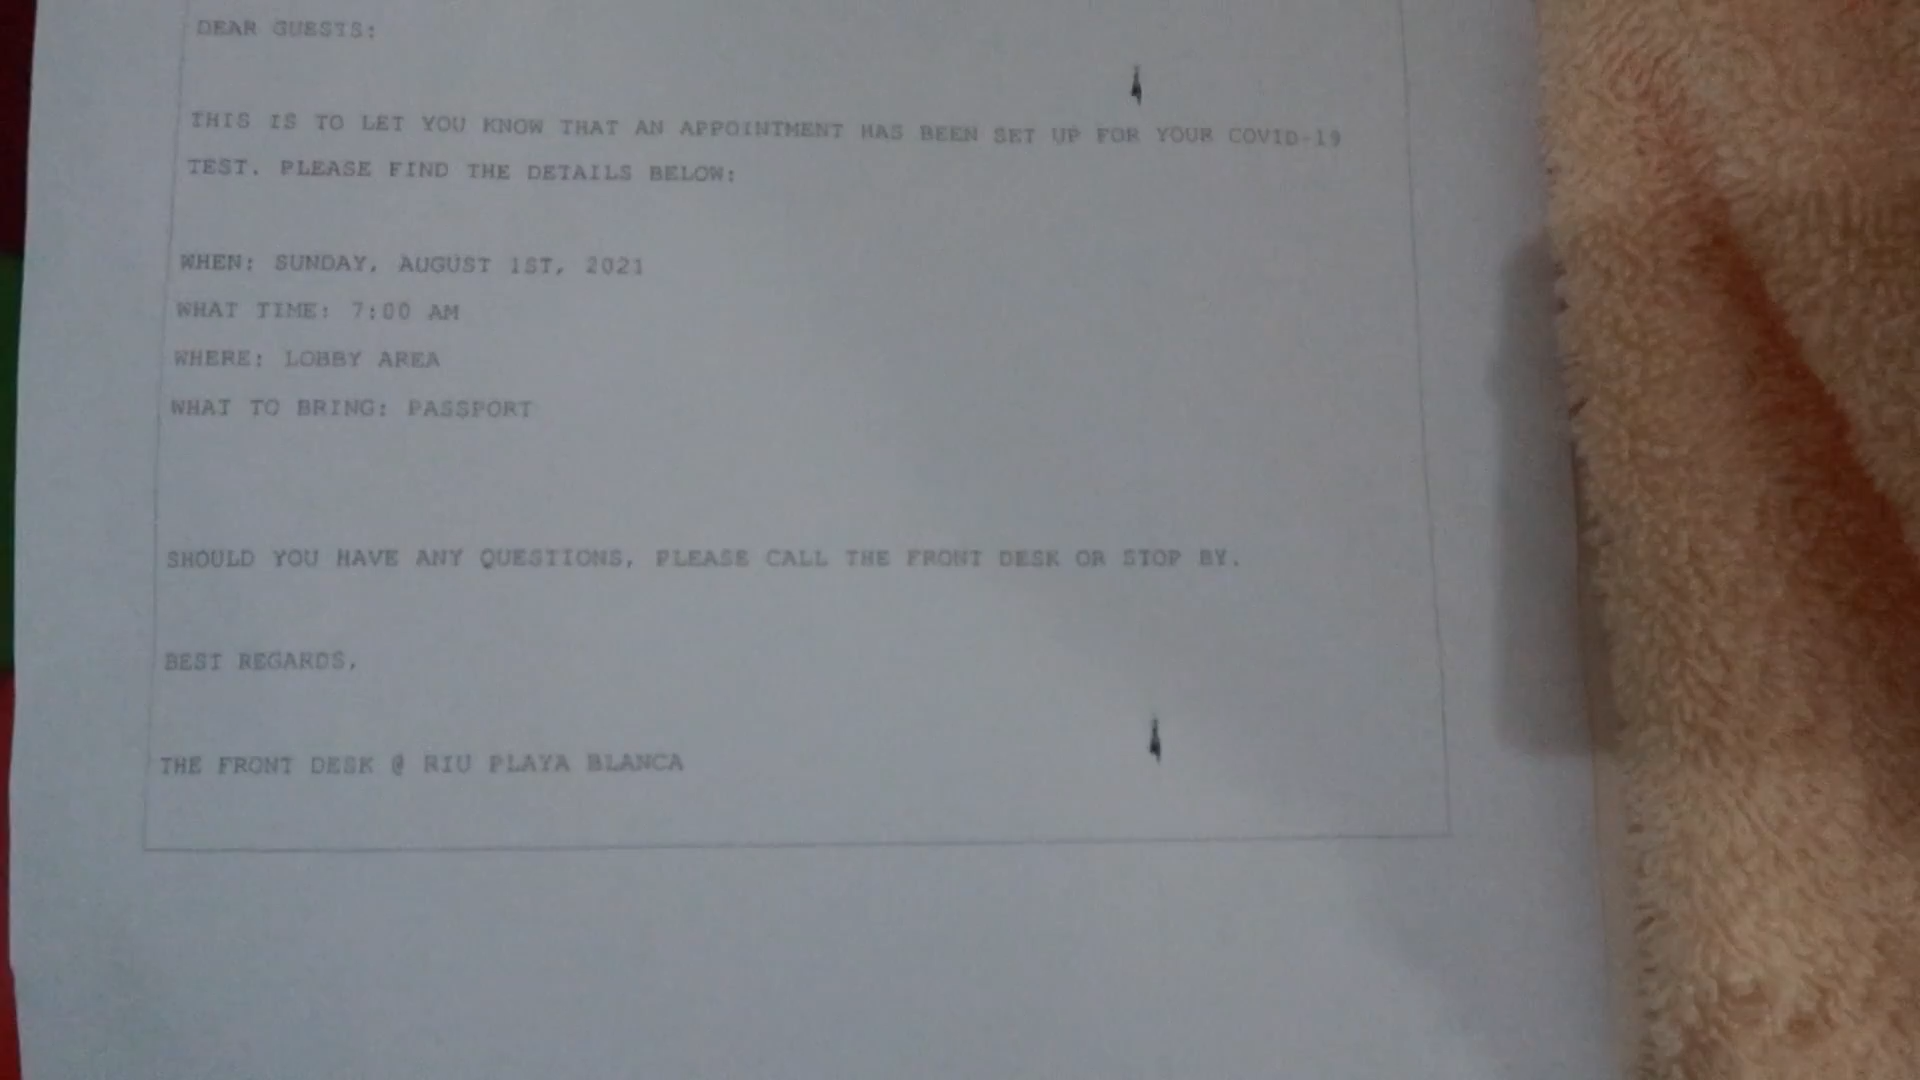 DEAR GUESTS:
THIS IS TO LET YOU KNOW THAT AN APPOINTMENT HAS BEEN SET UP FOR YOUR COVID-19
TEST. PLEASE FIND THE DETAILS BELOW:
WHEN: SUNDAY, AUGUST 1ST, 2021
WHAT TIME: 7:00 AM
WHERE: LOBBY AREA
WHAT TO BRING: PASSPORT
SHOULD YOU HAVE ANY QUESTIONS, PLEASE CALL THE FRONT DESK OR STOP BY.
BEST REGARDS,
THE FRONT DESK @ RIU PLAYA BLANCA